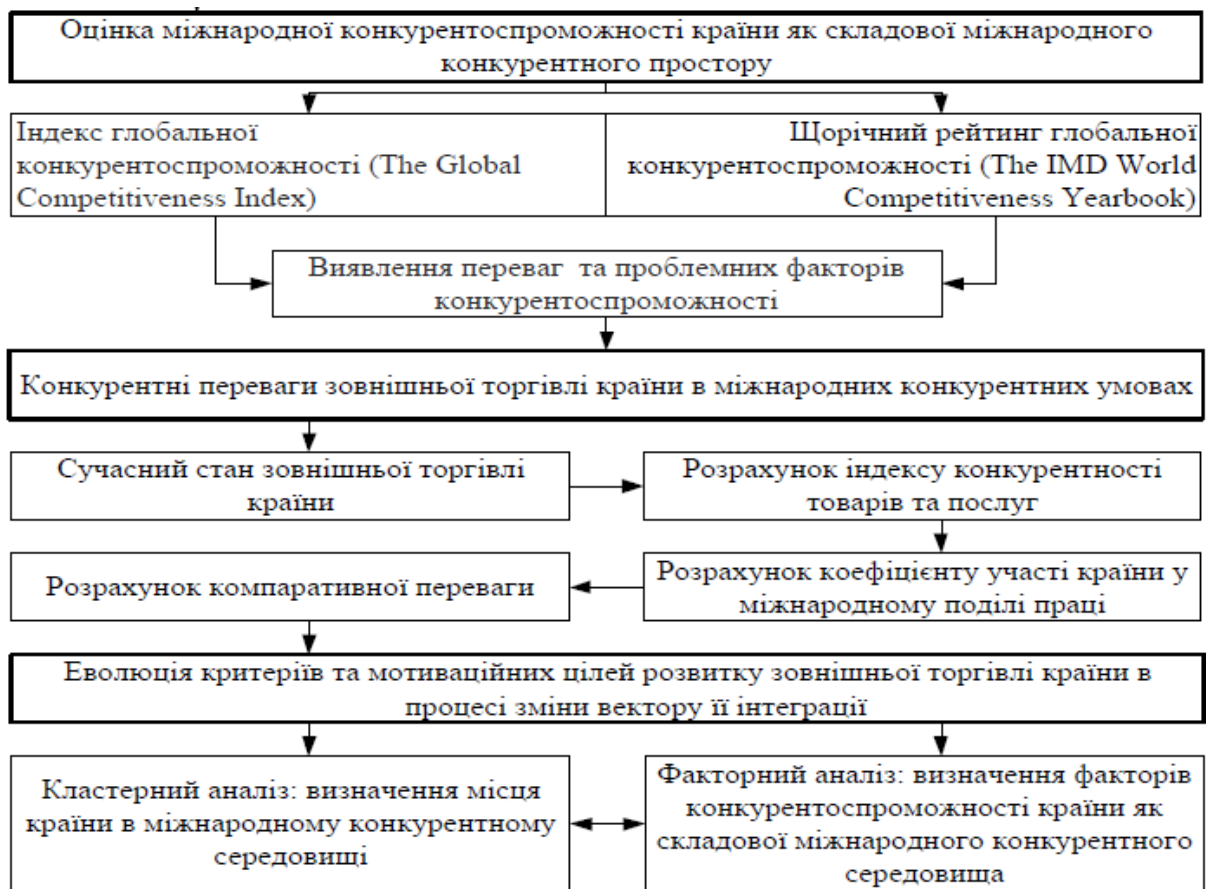 Оцінка міжнародної конкурентоспроможності країни як складової міжнародного
конкурентного простору
Індекс глобальної
конкурентоспроможності (The Global
Competitiveness Index)
Щорічний рейтинг глобальної
конкурентоспроможності (The IMD World
Competitiveness Yearbook)
Виявлення переваг та проблемних факторів
конкурентоспроможності
Конкурентні переваги зовнішньої торгівлі країни в міжнародних конкурентних умовах
Сучасний стан зовнішньої торгівлі
країни
Розрахунок індексу конкурентності
товарів та послуг
Розрахунок компаративної переваги
Розрахунок коефіцієнту участі країни у
міжнародному поділі праці
Еволюція критеріїв та мотиваційних цілей розвитку зовнішньої торгівлі країни в
процесі зміни вектору її інтеграції
Кластерний аналіз: визначення місця
країни в міжнародному конкурентному
середовищі
Факторний аналіз: визначення факторів
конкурентоспроможності країни як
складової міжнародного конкурентного
середовища